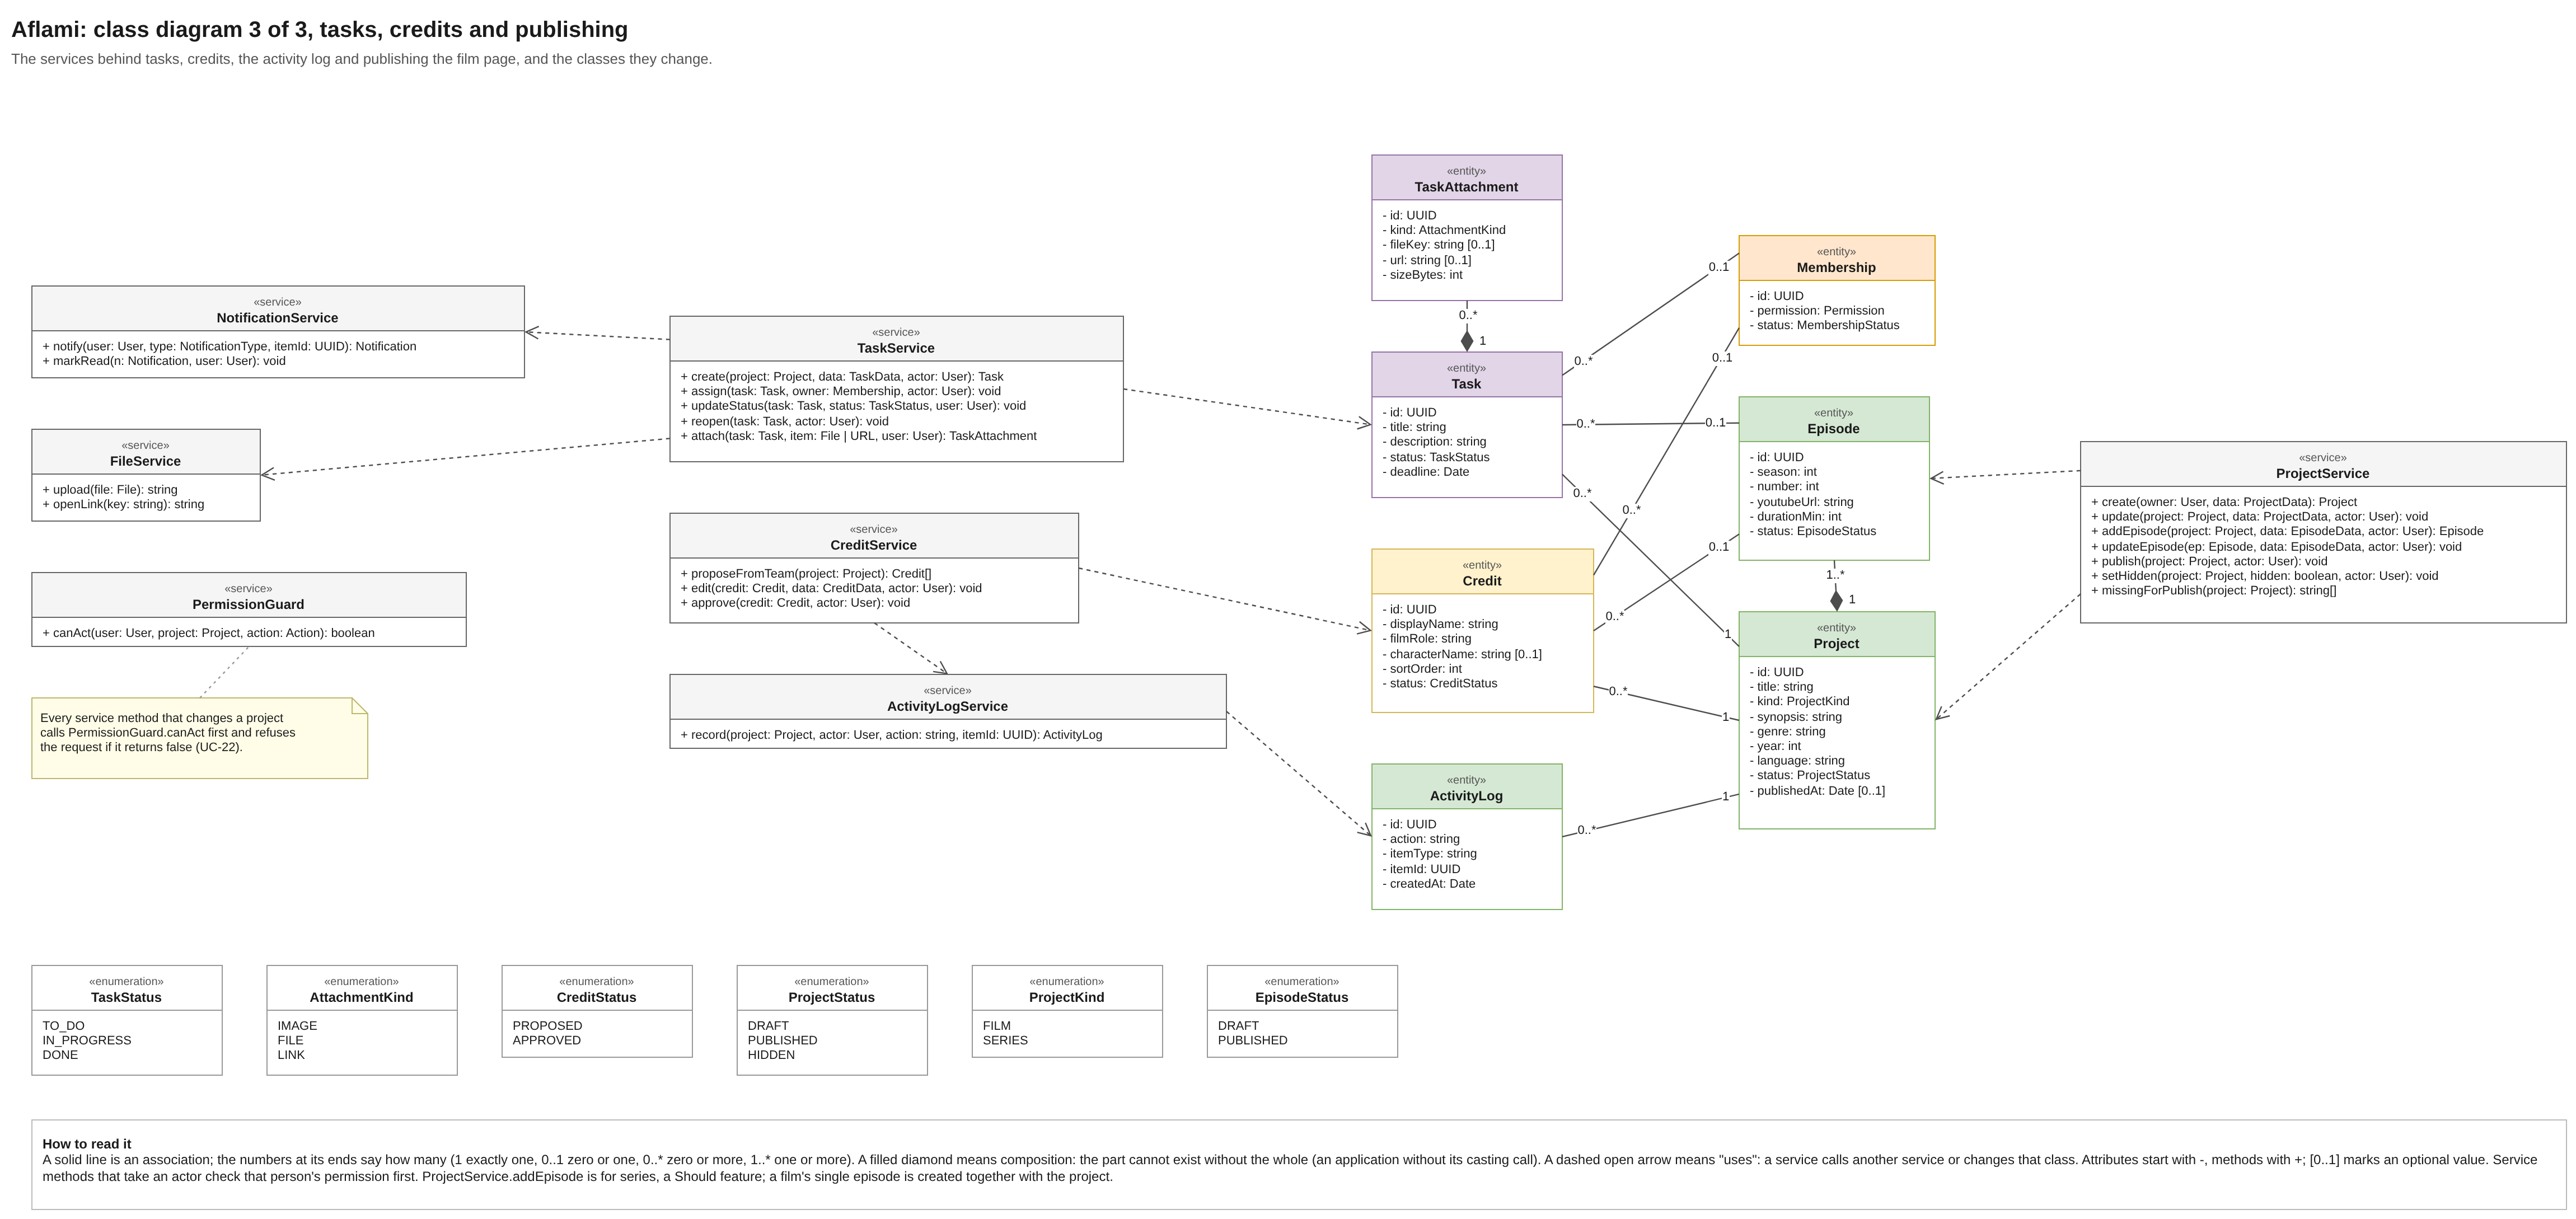 Aflami: class diagram 3 of 3, tasks, credits and publishing
The services behind tasks, credits, the activity log and publishing the film page, and the classes they change.
«entity»
TaskAttachment
- id: UUID
- kind: AttachmentKind
- fileKey: string [0..1]
- url: string [0..1]
- sizeBytes: int
0..*
1
«entity»
Membership
- id: UUID
- permission: Permission
- status: MembershipStatus
0..1
0..1
«service»
NotificationService
+ notify(user: User, type: NotificationType, itemId: UUID): Notification
+ markRead(n: Notification, user: User): void
«service»
TaskService
+ create(project: Project, data: TaskData, actor: User): Task
+ assign(task: Task, owner: Membership, actor: User): void
+ updateStatus(task: Task, status: TaskStatus, user: User): void
+ reopen(task: Task, actor: User): void
+ attach(task: Task, item: File | URL, user: User): TaskAttachment
«entity»
Task
- id: UUID
- title: string
- description: string
- status: TaskStatus
- deadline: Date
0..*
0..*
0..1
0..*
«entity»
Episode
- id: UUID
- season: int
- number: int
- youtubeUrl: string
- durationMin: int
- status: EpisodeStatus
0..1
1..*
1
«service»
FileService
+ upload(file: File): string
+ openLink(key: string): string
«service»
ProjectService
+ create(owner: User, data: ProjectData): Project
+ update(project: Project, data: ProjectData, actor: User): void
+ addEpisode(project: Project, data: EpisodeData, actor: User): Episode
+ updateEpisode(ep: Episode, data: EpisodeData, actor: User): void
+ publish(project: Project, actor: User): void
+ setHidden(project: Project, hidden: boolean, actor: User): void
+ missingForPublish(project: Project): string[]
«service»
CreditService
+ proposeFromTeam(project: Project): Credit[]
+ edit(credit: Credit, data: CreditData, actor: User): void
+ approve(credit: Credit, actor: User): void
«entity»
Credit
- id: UUID
- displayName: string
- filmRole: string
- characterName: string [0..1]
- sortOrder: int
- status: CreditStatus
0..*
0..*
0..*
«service»
PermissionGuard
+ canAct(user: User, project: Project, action: Action): boolean
«entity»
Project
- id: UUID
- title: string
- kind: ProjectKind
- synopsis: string
- genre: string
- year: int
- language: string
- status: ProjectStatus
- publishedAt: Date [0..1]
1
1
1
«service»
ActivityLogService
+ record(project: Project, actor: User, action: string, itemId: UUID): ActivityLog
Every service method that changes a project
calls PermissionGuard.canAct first and refuses
the request if it returns false (UC-22).
«entity»
ActivityLog
- id: UUID
- action: string
- itemType: string
- itemId: UUID
- createdAt: Date
0..*
«enumeration»
TaskStatus
TO_DO
IN_PROGRESS
DONE
«enumeration»
AttachmentKind
IMAGE
FILE
LINK
«enumeration»
CreditStatus
PROPOSED
APPROVED
«enumeration»
ProjectStatus
DRAFT
PUBLISHED
HIDDEN
«enumeration»
ProjectKind
FILM
SERIES
«enumeration»
EpisodeStatus
DRAFT
PUBLISHED
How to read it
A solid line is an association; the numbers at its ends say how many (1 exactly one, 0..1 zero or one, 0..* zero or more, 1..* one or more). A filled diamond means composition: the part cannot exist without the whole (an application without its casting call). A dashed open arrow means "uses": a service calls another service or changes that class. Attributes start with -, methods with +; [0..1] marks an optional value. Service
methods that take an actor check that person's permission first. ProjectService.addEpisode is for series, a Should feature; a film's single episode is created together with the project.